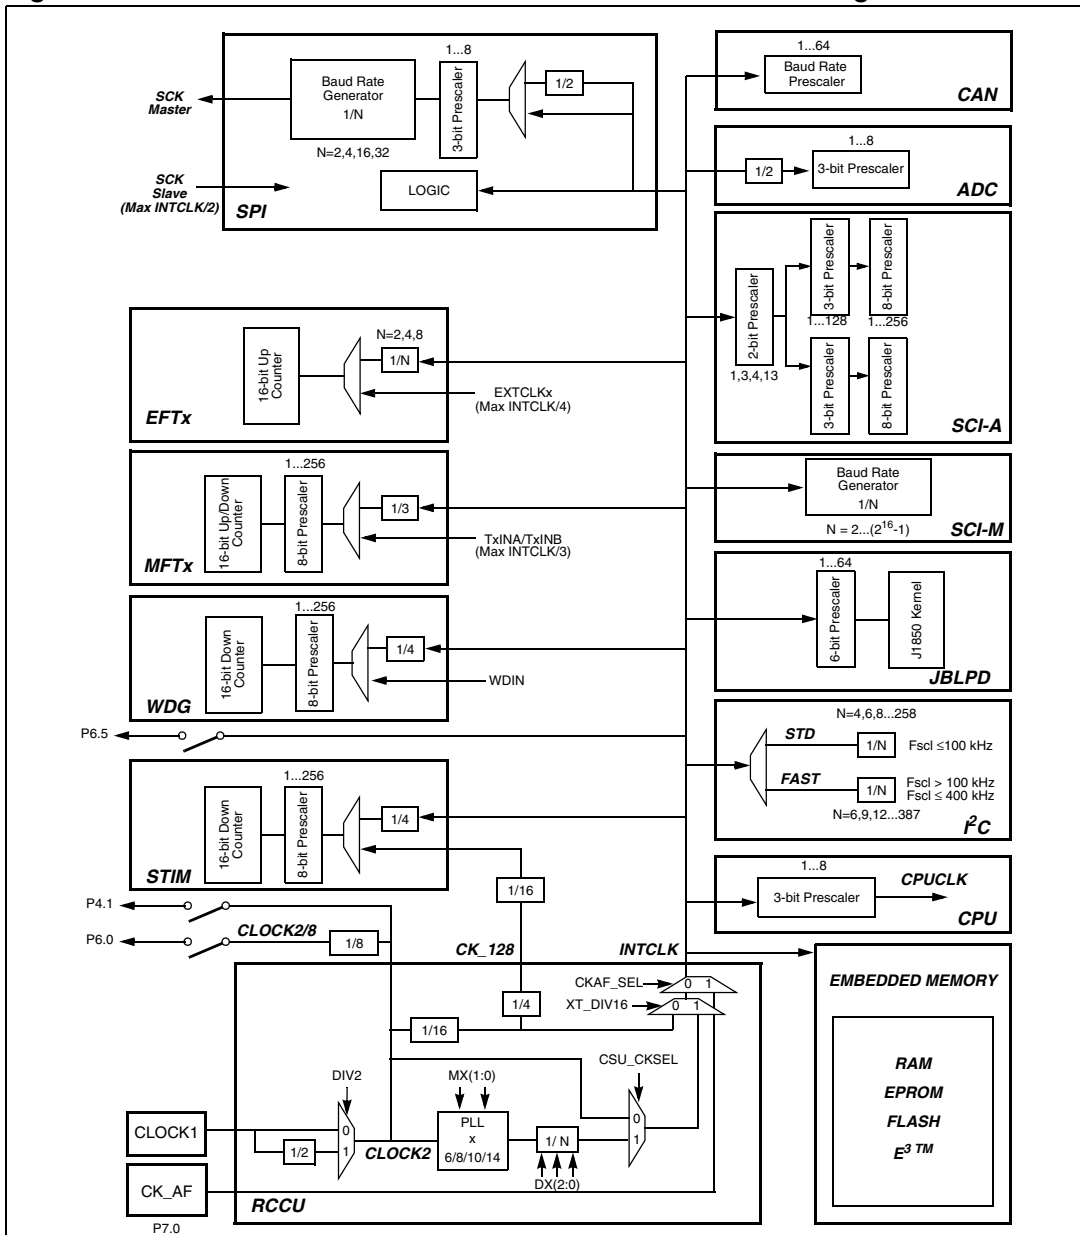 1...8
Baud Rate
Generator
1/N
3-bit Prescaler
1/2
SCK
Master
N=2,4,16,32
SCK
Slave
(Max INTCLK/2)
LOGIC
SPI
1...64
Baud Rate
Prescaler
CAN
1...8
1/2
3-bit Prescaler
ADC
2-bit Prescaler
1,3,4,13
3-bit Prescaler
8-bit Prescaler
1...128
1...256
3-bit Prescaler
8-bit Prescaler
SCI-A
16-bit Up
Counter
N=2,4,8
1/N
EXTCLKx
(Max INTCLK/4)
EFTx
1...256
16-bit Up/Down
Counter
8-bit Prescaler
1/3
TxINA/TxINB
(Max INTCLK/3)
MFTx
Baud Rate
Generator
1/N
N = 2...(2^16-1)
SCI-M
1...64
6-bit Prescaler
J1850 Kernel
JBLPD
1...256
16-bit Down
Counter
8-bit Prescaler
1/4
WDIN
WDG
P6.5
N=4,6,8...258
STD
1/N
Fscl ≤100 kHz
FAST
1/N
Fscl > 100 kHz
Fscl ≤ 400 kHz
N=6,9,12...387
I²C
1...256
16-bit Down
Counter
8-bit Prescaler
1/4
STIM
1/16
1...8
3-bit Prescaler
CPUCLK
CPU
P4.1
P6.0
CLOCK2/8
1/8
CK_128
INTCLK
CKAF_SEL
0 1
XT_DIV16
0 1
1/4
1/16
CSU_CKSEL
DIV2
MX(1:0)
CLOCK1
1/2
0
1
CLOCK2
PLL
x
6/8/10/14
1/ N
0
1
DX(2:0)
CK_AF
P7.0
RCCU
EMBEDDED MEMORY
RAM
EPROM
FLASH
E³ ™